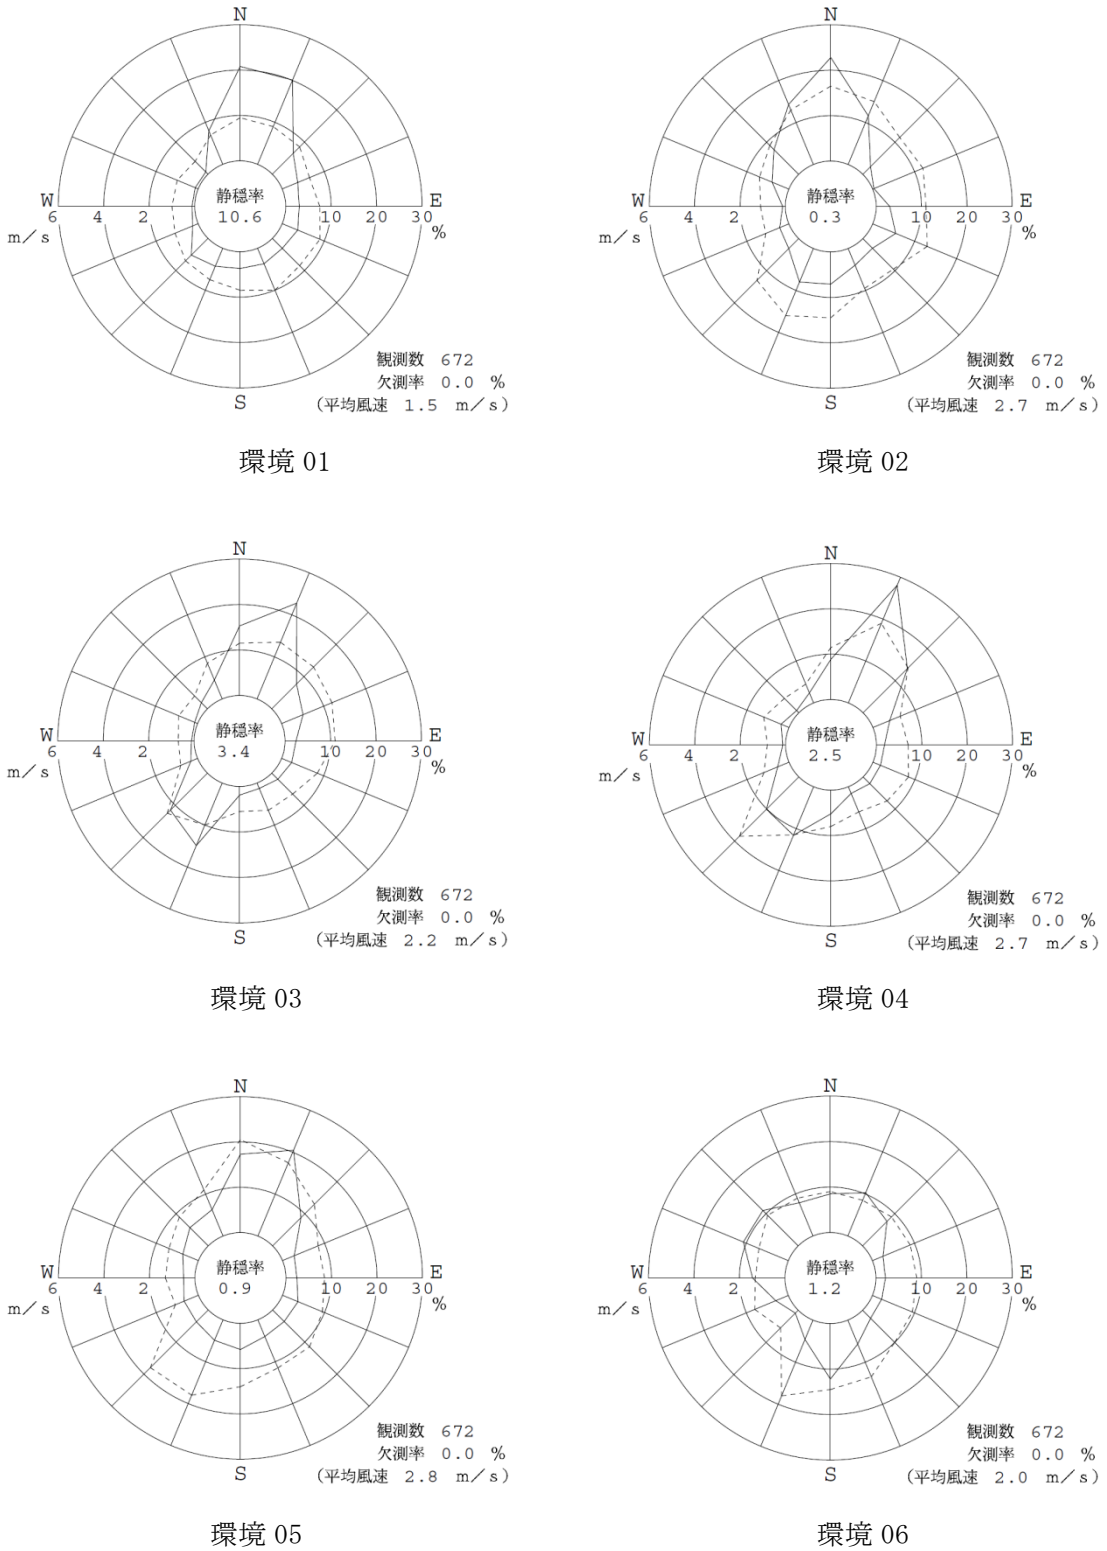 N
W 静穏率 E
6 4 2 10.6 10 20 30
m/s %
観測数 672
欠測率 0.0 %
S (平均風速 1.5 m/s)
環境 01
N
W 静穏率 E
6 4 2 0.3 10 20 30
m/s %
観測数 672
欠測率 0.0 %
S (平均風速 2.7 m/s)
環境 02
N
W 静穏率 E
6 4 2 3.4 10 20 30
m/s %
観測数 672
欠測率 0.0 %
S (平均風速 2.2 m/s)
環境 03
N
W 静穏率 E
6 4 2 2.5 10 20 30
m/s %
観測数 672
欠測率 0.0 %
S (平均風速 2.7 m/s)
環境 04
N
W 静穏率 E
6 4 2 0.9 10 20 30
m/s %
観測数 672
欠測率 0.0 %
S (平均風速 2.8 m/s)
環境 05
N
W 静穏率 E
6 4 2 1.2 10 20 30
m/s %
観測数 672
欠測率 0.0 %
S (平均風速 2.0 m/s)
環境 06